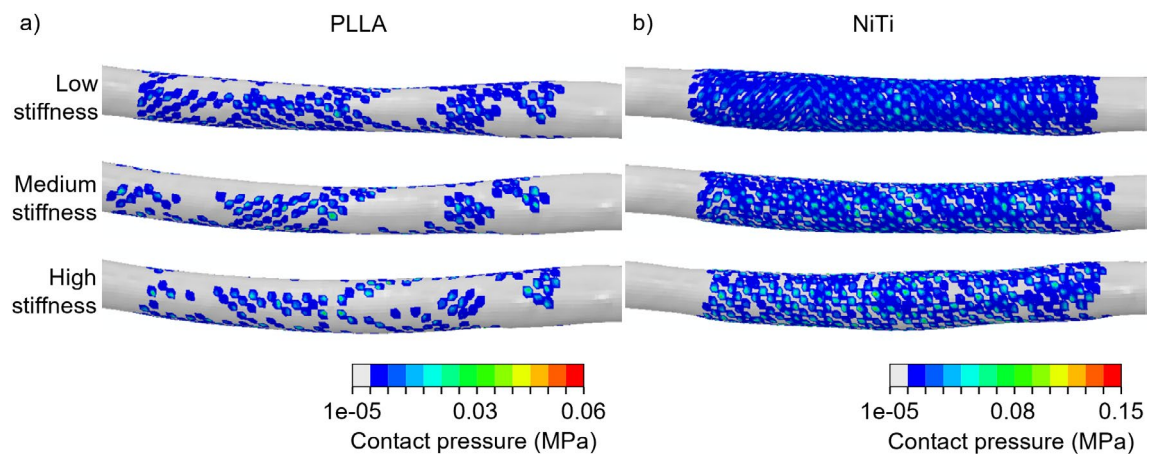 a)
PLLA
b)
NiTi
Low
stiffness
Medium
stiffness
High
stiffness
1e-05
0.03
0.06
Contact pressure (MPa)
1e-05
0.08
0.15
Contact pressure (MPa)